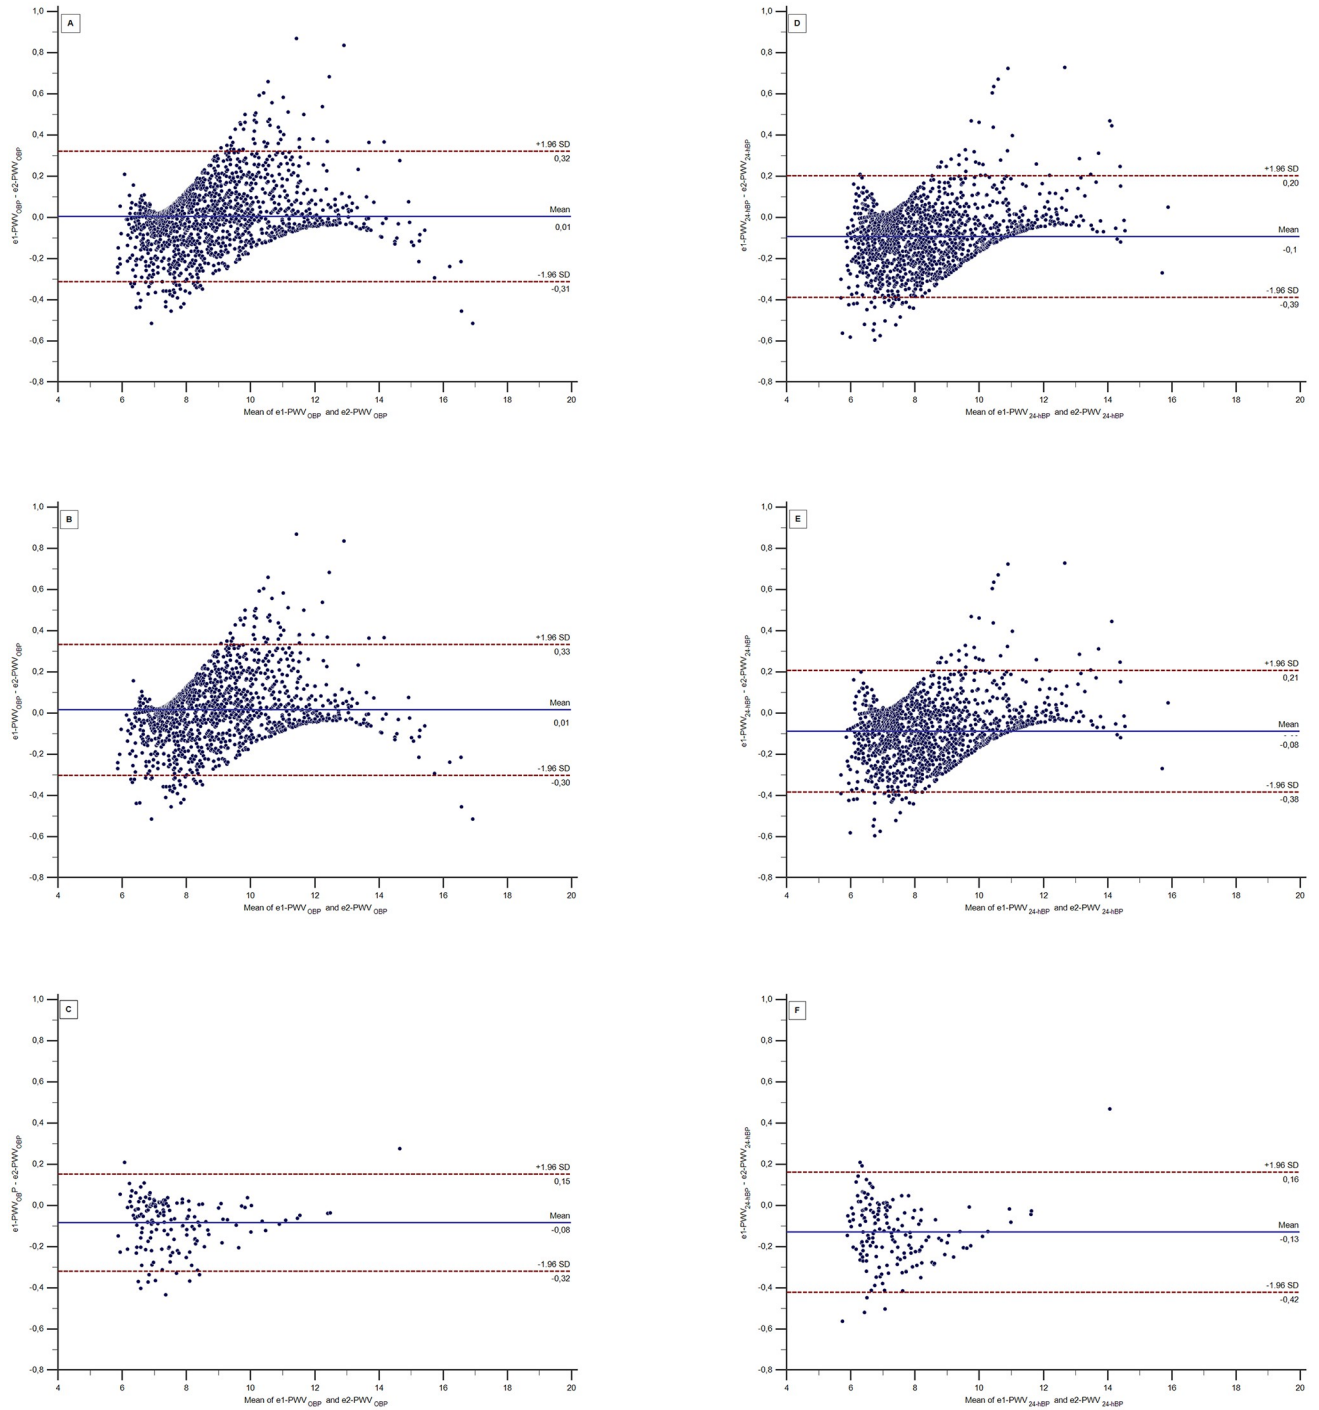 A
1,0
0,8
0,6
0,4
0,2
0,0
-0,2
-0,4
-0,6
-0,8
e1-PWV OBP - e2-PWV OBP
+1.96 SD
0,32
Mean
0,01
-1.96 SD
-0,31
4 6 8 10 12 14 16 18 20
Mean of e1-PWV OBP and e2-PWV OBP
D
1,0
0,8
0,6
0,4
0,2
0,0
-0,2
-0,4
-0,6
-0,8
e1-PWV 24-hBP - e2-PWV 24-hBP
+1.96 SD
0,20
Mean
-0,1
-1.96 SD
-0,39
4 6 8 10 12 14 16 18 20
Mean of e1-PWV 24-hBP and e2-PWV 24-hBP
B
1,0
0,8
0,6
0,4
0,2
0,0
-0,2
-0,4
-0,6
-0,8
e1-PWV OBP - e2-PWV OBP
+1.96 SD
0,33
Mean
0,01
-1.96 SD
-0,30
4 6 8 10 12 14 16 18 20
Mean of e1-PWV OBP and e2-PWV OBP
E
1,0
0,8
0,6
0,4
0,2
0,0
-0,2
-0,4
-0,6
-0,8
e1-PWV 24-hBP - e2-PWV 24-hBP
+1.96 SD
0,21
Mean
-0,08
-1.96 SD
-0,38
4 6 8 10 12 14 16 18 20
Mean of e1-PWV 24-hBP and e2-PWV 24-hBP
C
1,0
0,8
0,6
0,4
0,2
0,0
-0,2
-0,4
-0,6
-0,8
e1-PWV OBP - e2-PWV OBP
+1.96 SD
0,15
Mean
-0,08
-1.96 SD
-0,32
4 6 8 10 12 14 16 18 20
Mean of e1-PWV OBP and e2-PWV OBP
F
1,0
0,8
0,6
0,4
0,2
0,0
-0,2
-0,4
-0,6
-0,8
e1-PWV 24-hBP - e2-PWV 24-hBP
+1.96 SD
0,16
Mean
-0,13
-1.96 SD
-0,42
4 6 8 10 12 14 16 18 20
Mean of e1-PWV 24-hBP and e2-PWV 24-hBP